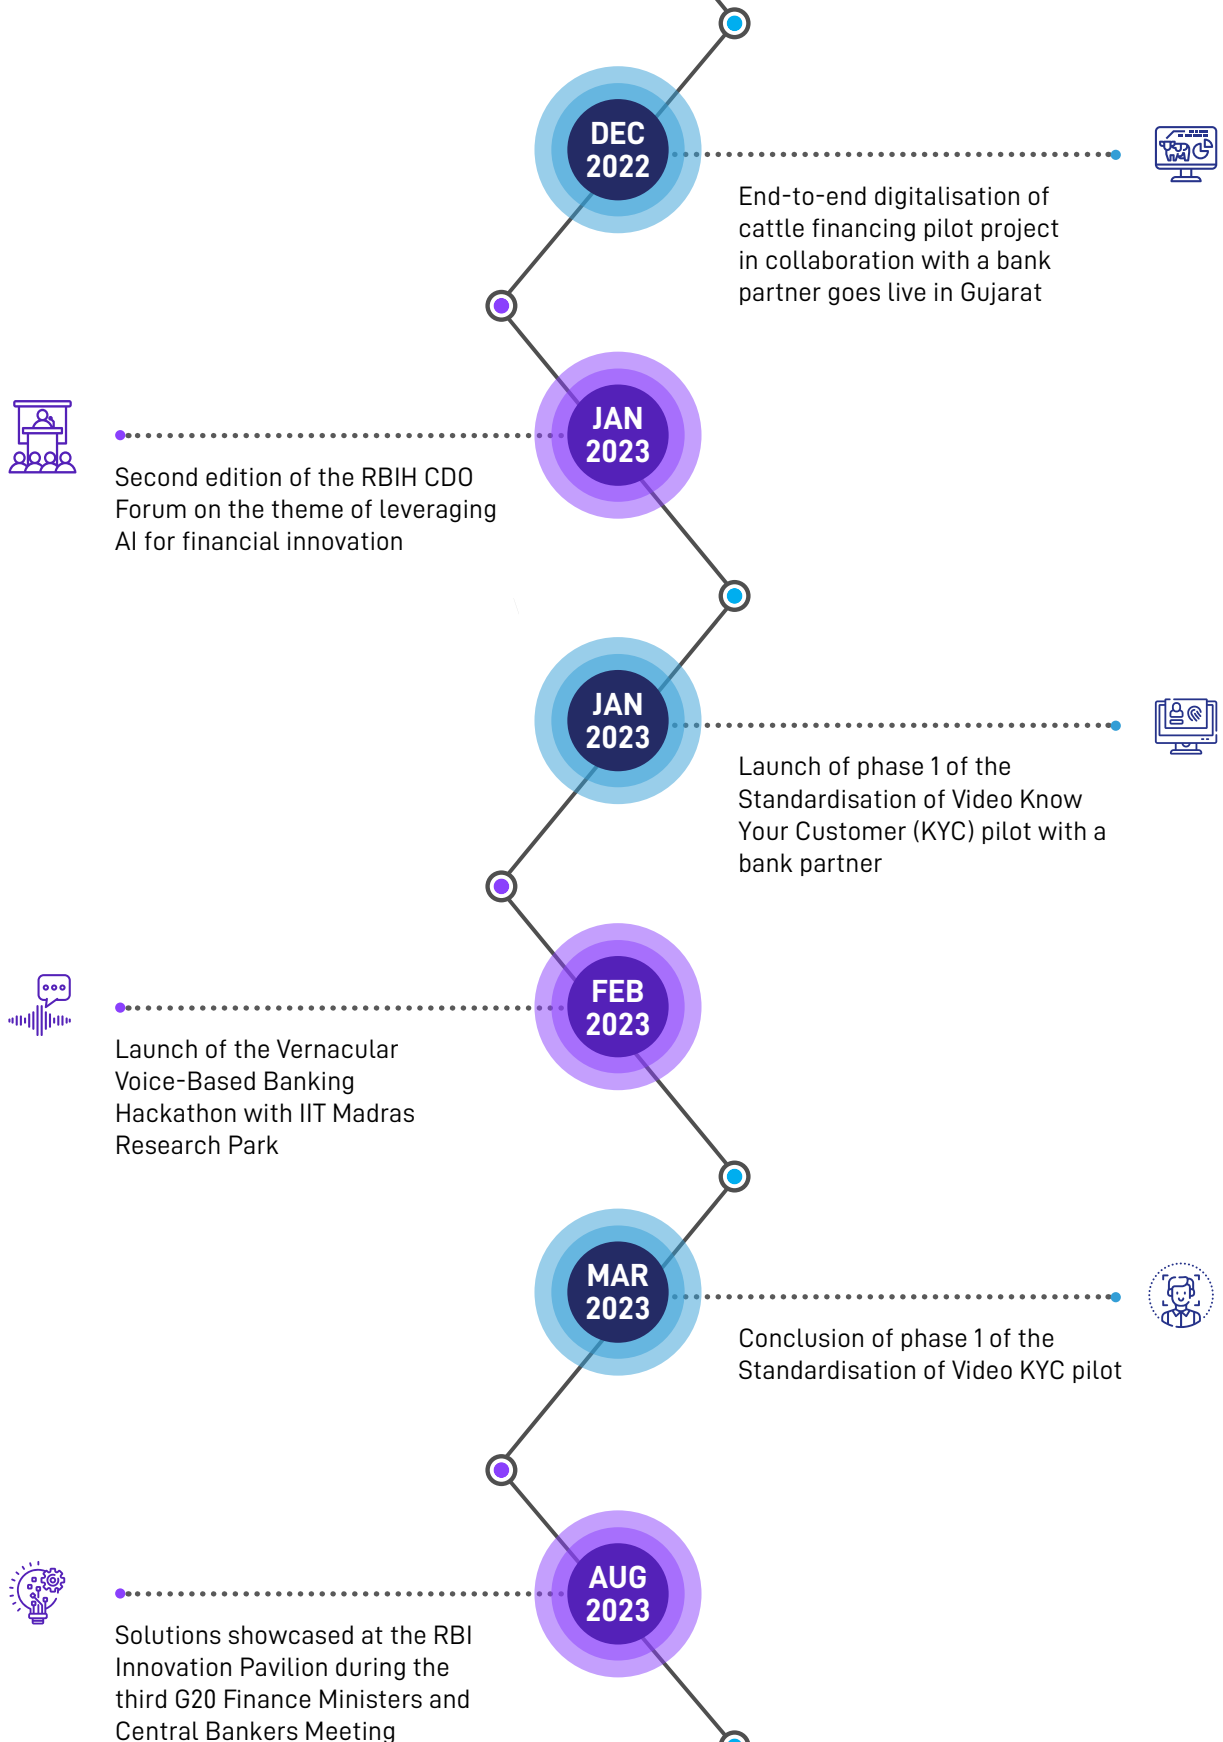 DEC
2022
End-to-end digitalisation of
cattle financing pilot project
in collaboration with a bank
partner goes live in Gujarat
JAN
2023
Second edition of the RBIH CDO
Forum on the theme of leveraging
AI for financial innovation
JAN
2023
Launch of phase 1 of the
Standardisation of Video Know
Your Customer (KYC) pilot with a
bank partner
FEB
2023
Launch of the Vernacular
Voice-Based Banking
Hackathon with IIT Madras
Research Park
MAR
2023
Conclusion of phase 1 of the
Standardisation of Video KYC pilot
AUG
2023
Solutions showcased at the RBI
Innovation Pavilion during the
third G20 Finance Ministers and
Central Bankers Meeting